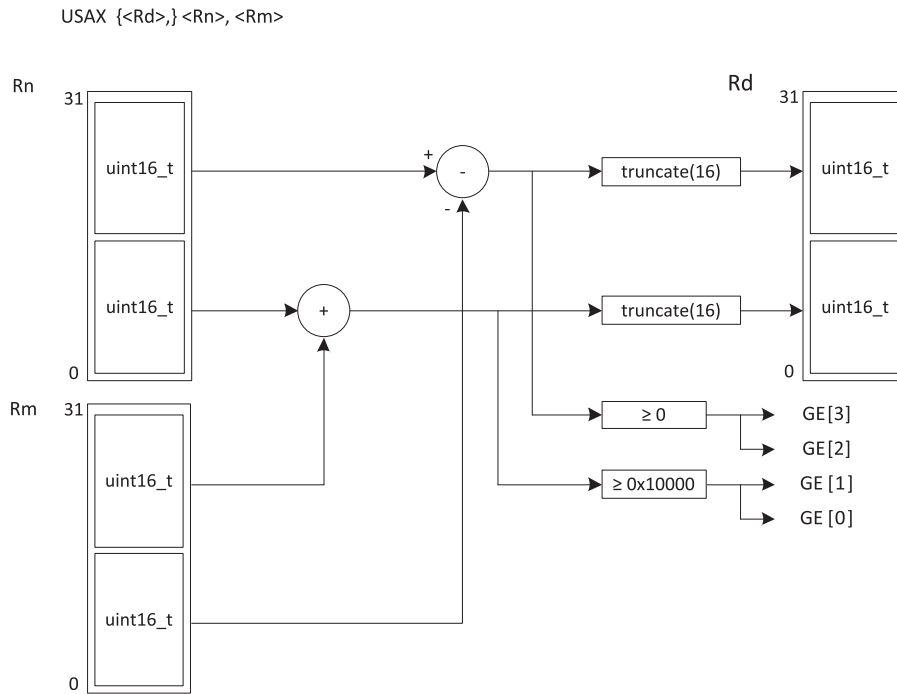 USAX {<Rd>,} <Rn>, <Rm>
Rn
31
uint16_t
uint16_t
0
Rm
31
uint16_t
uint16_t
0
+
-
-
+
truncate(16)
truncate(16)
≥ 0
≥ 0x10000
Rd
31
uint16_t
uint16_t
0
GE[3]
GE[2]
GE [1]
GE [0]